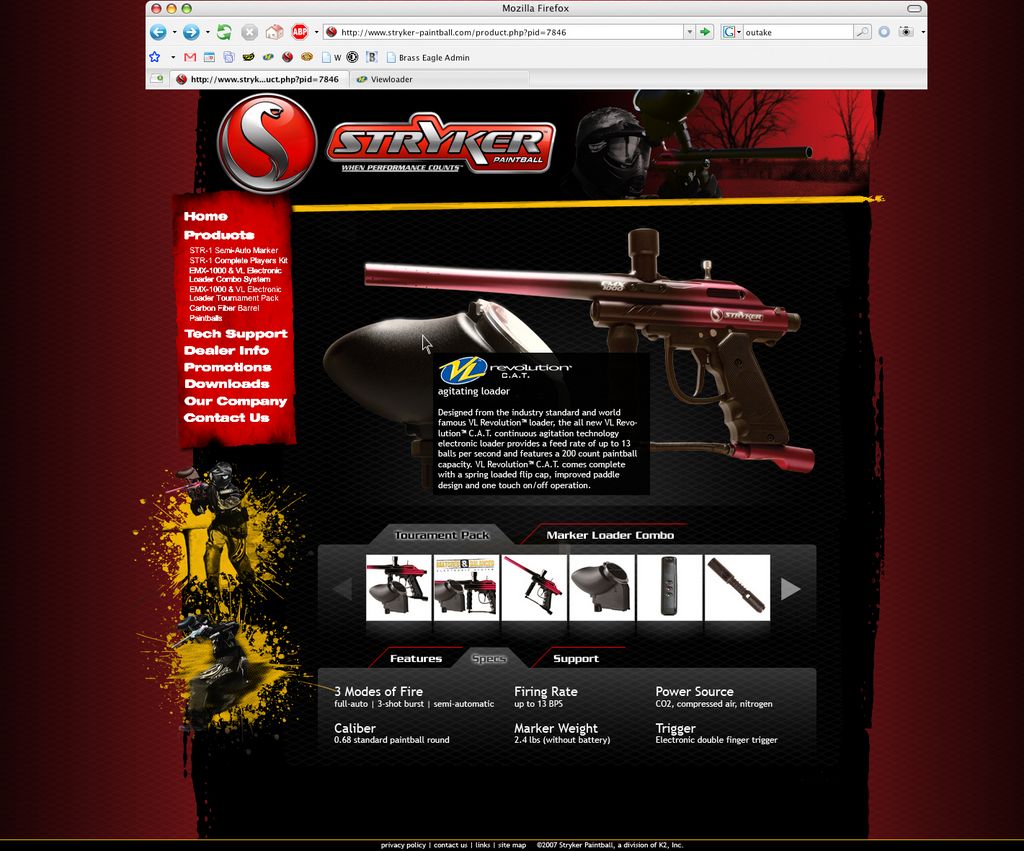 Mozilla Firefox
ABP
http://www.stryker-paintball.com/product.php?pid=7846
G
outake
W
B
Brass Eagle Admin
http://www.stryk...uct.php?pid=7846
Viewloader
STRYKER
PAINTBALL
WHEN PERFORMANCE COUNTS™
Home
Products
STR-1 Semi-Auto Marker
STR-1 Complete Players Kit
EMX-1000 & VL Electronic
Loader Combo System
EMX-1000 & VL Electronic
Loader Tournament Pack
Carbon Fiber Barrel
Paintballs
Tech Support
Dealer Info
Promotions
Downloads
Our Company
Contact Us
EMX
1000
STRYKER
VL revolution™
C.A.T.
agitating loader
Designed from the industry standard and world
famous VL Revolution™ loader, the all new VL Revo-
lution™ C.A.T. continuous agitation technology
electronic loader provides a feed rate of up to 13
balls per second and features a 200 count paintball
capacity. VL Revolution™ C.A.T. comes complete
with a spring loaded flip cap, improved paddle
design and one touch on/off operation.
Tourament Pack
Marker Loader Combo
Features
Specs
Support
3 Modes of Fire
full-auto | 3-shot burst | semi-automatic
Firing Rate
up to 13 BPS
Power Source
CO2, compressed air, nitrogen
Caliber
0.68 standard paintball round
Marker Weight
2.4 lbs (without battery)
Trigger
Electronic double finger trigger
privacy policy | contact us | links | site map ©2007 Stryker Paintball, a division of K2, Inc.